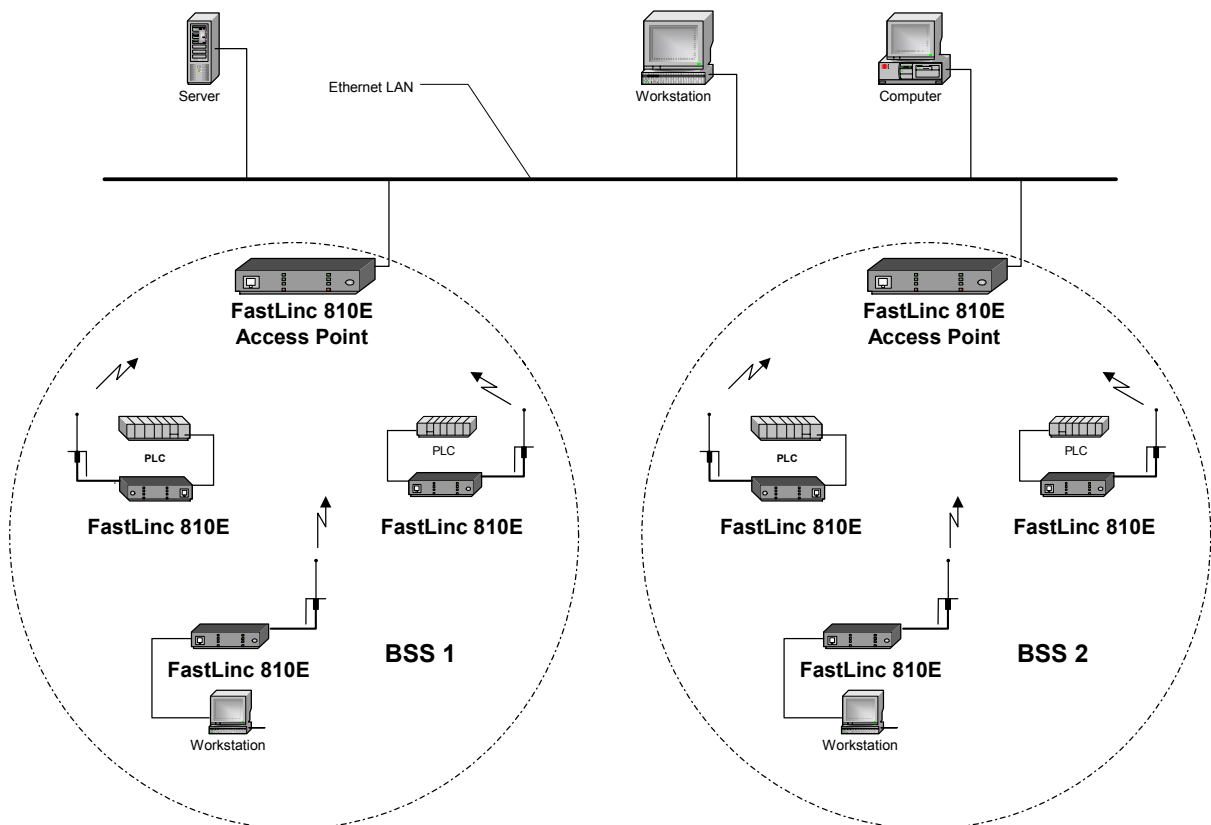 Server
Ethernet LAN
Workstation
Computer
FastLinc 810E
Access Point
FastLinc 810E
Access Point
PLC
PLC
PLC
PLC
FastLinc 810E
FastLinc 810E
FastLinc 810E
FastLinc 810E
BSS 1
BSS 2
FastLinc 810E
FastLinc 810E
Workstation
Workstation